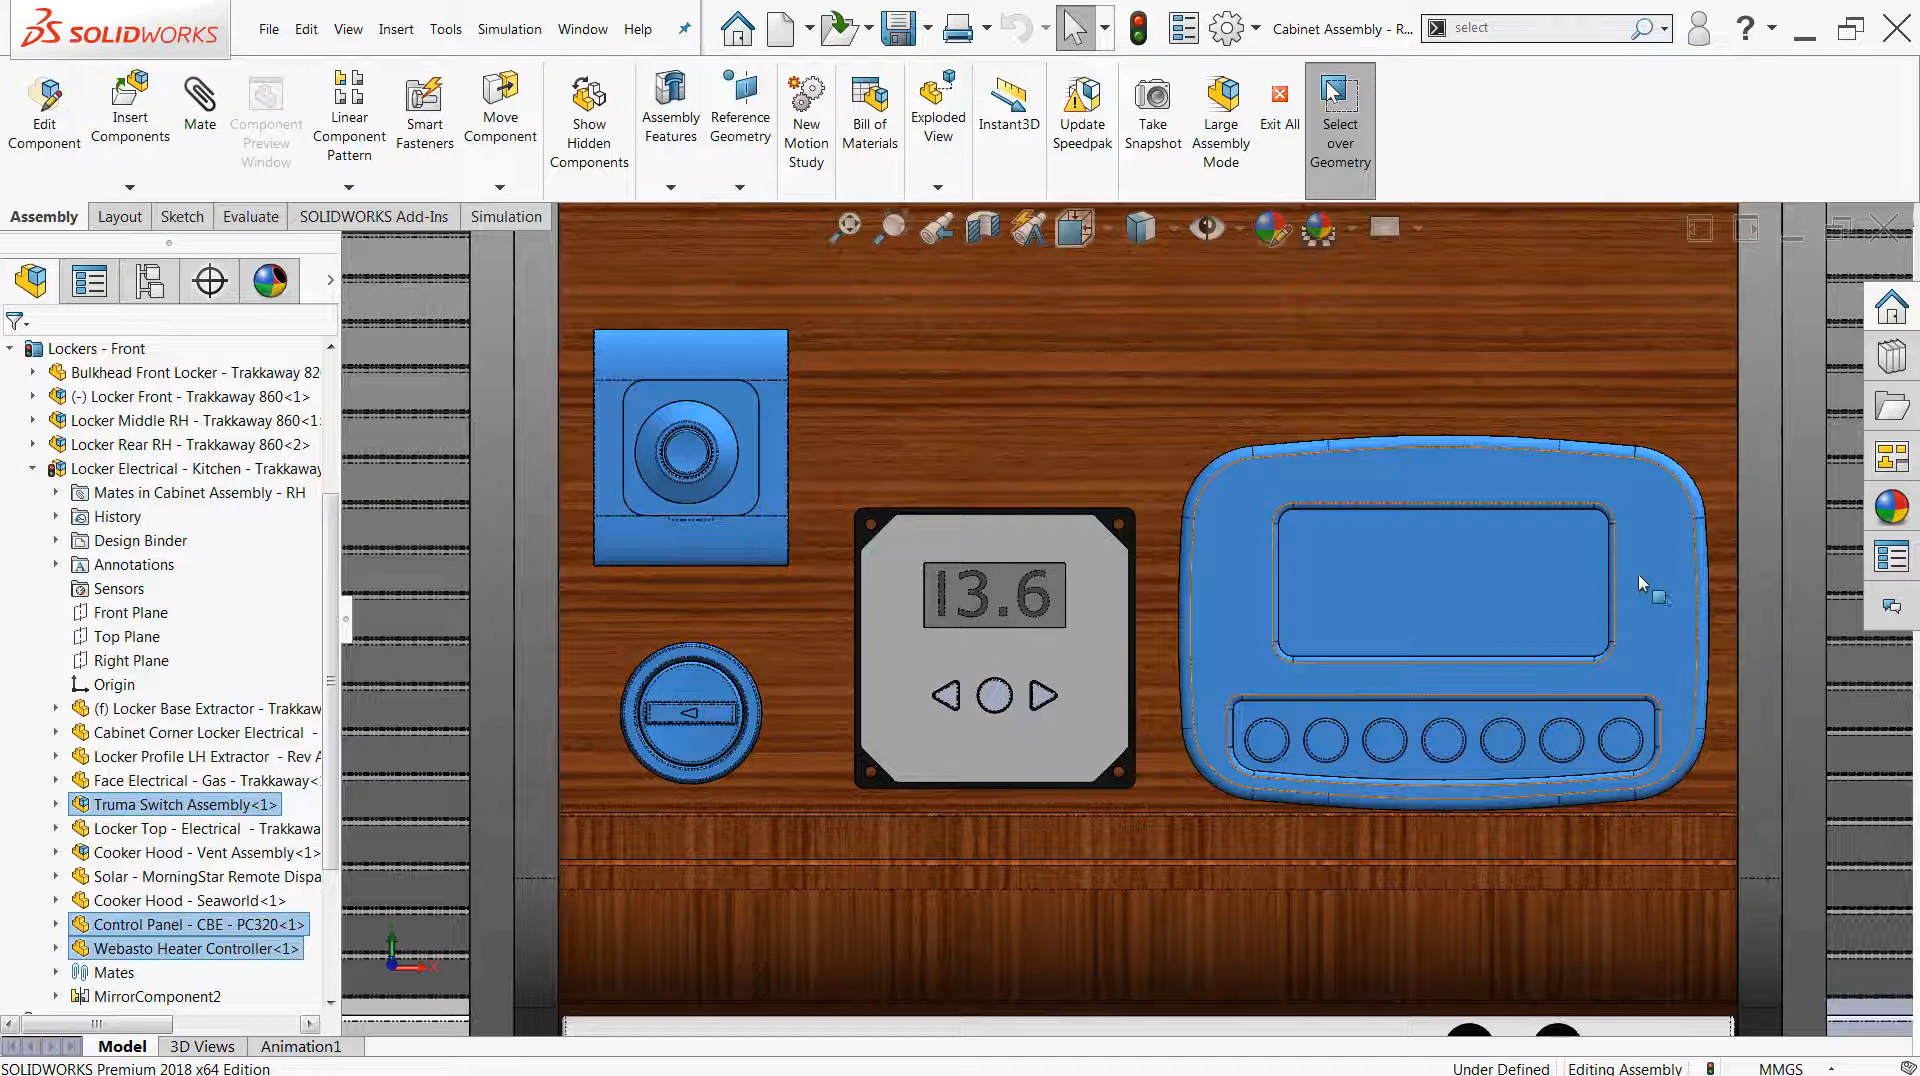 SOLIDWORKS
File Edit View Insert Tools Simulation Window Help
Cabinet Assembly - R...
select
Edit Component
Insert Components
Mate
Component Preview Window
Linear Component Pattern
Smart Fasteners
Move Component
Show Hidden Components
Assembly Features
Reference Geometry
New Motion Study
Bill of Materials
Exploded View
Instant3D
Update Speedpak
Take Snapshot
Large Assembly Mode
Exit All
Select over Geometry
Assembly Layout Sketch Evaluate SOLIDWORKS Add-Ins Simulation
Lockers - Front
Bulkhead Front Locker - Trakkaway 82
(-) Locker Front - Trakkaway 860<1>
Locker Middle RH - Trakkaway 860<1
Locker Rear RH - Trakkaway 860<2>
Locker Electrical - Kitchen - Trakkaway
Mates in Cabinet Assembly - RH
History
Design Binder
Annotations
Sensors
Front Plane
Top Plane
Right Plane
Origin
(f) Locker Base Extractor - Trakkaw
Cabinet Corner Locker Electrical -
Locker Profile LH Extractor - Rev A
Face Electrical - Gas - Trakkaway<
Truma Switch Assembly<1>
Locker Top - Electrical - Trakkawa
Cooker Hood - Vent Assembly<1>
Solar - MorningStar Remote Dispa
Cooker Hood - Seaworld<1>
Control Panel - CBE - PC320<1>
Webasto Heater Controller<1>
Mates
MirrorComponent2
13.6
X
Model 3D Views Animation1
SOLIDWORKS Premium 2018 x64 Edition
Under Defined Editing Assembly MMGS